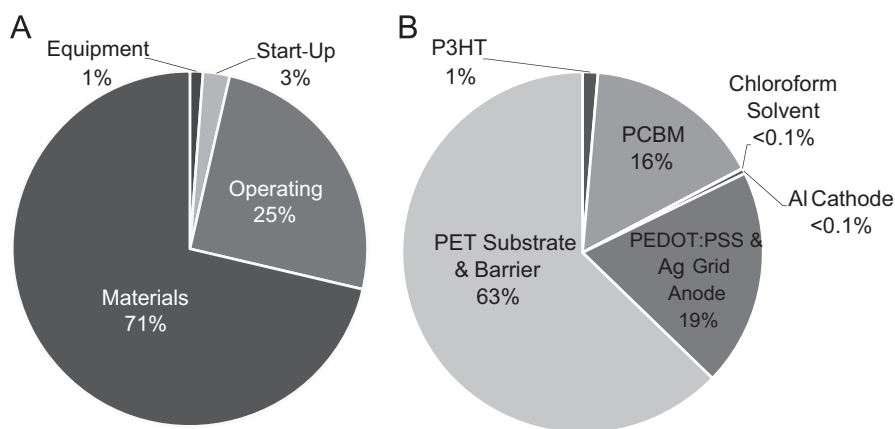 A
Equipment
1%
Start-Up
3%
Operating
25%
Materials
71%
B
P3HT
1%
Chloroform
Solvent
<0.1%
PCBM
16%
Al Cathode
<0.1%
PET Substrate
& Barrier
63%
PEDOT:PSS &
Ag Grid
Anode
19%